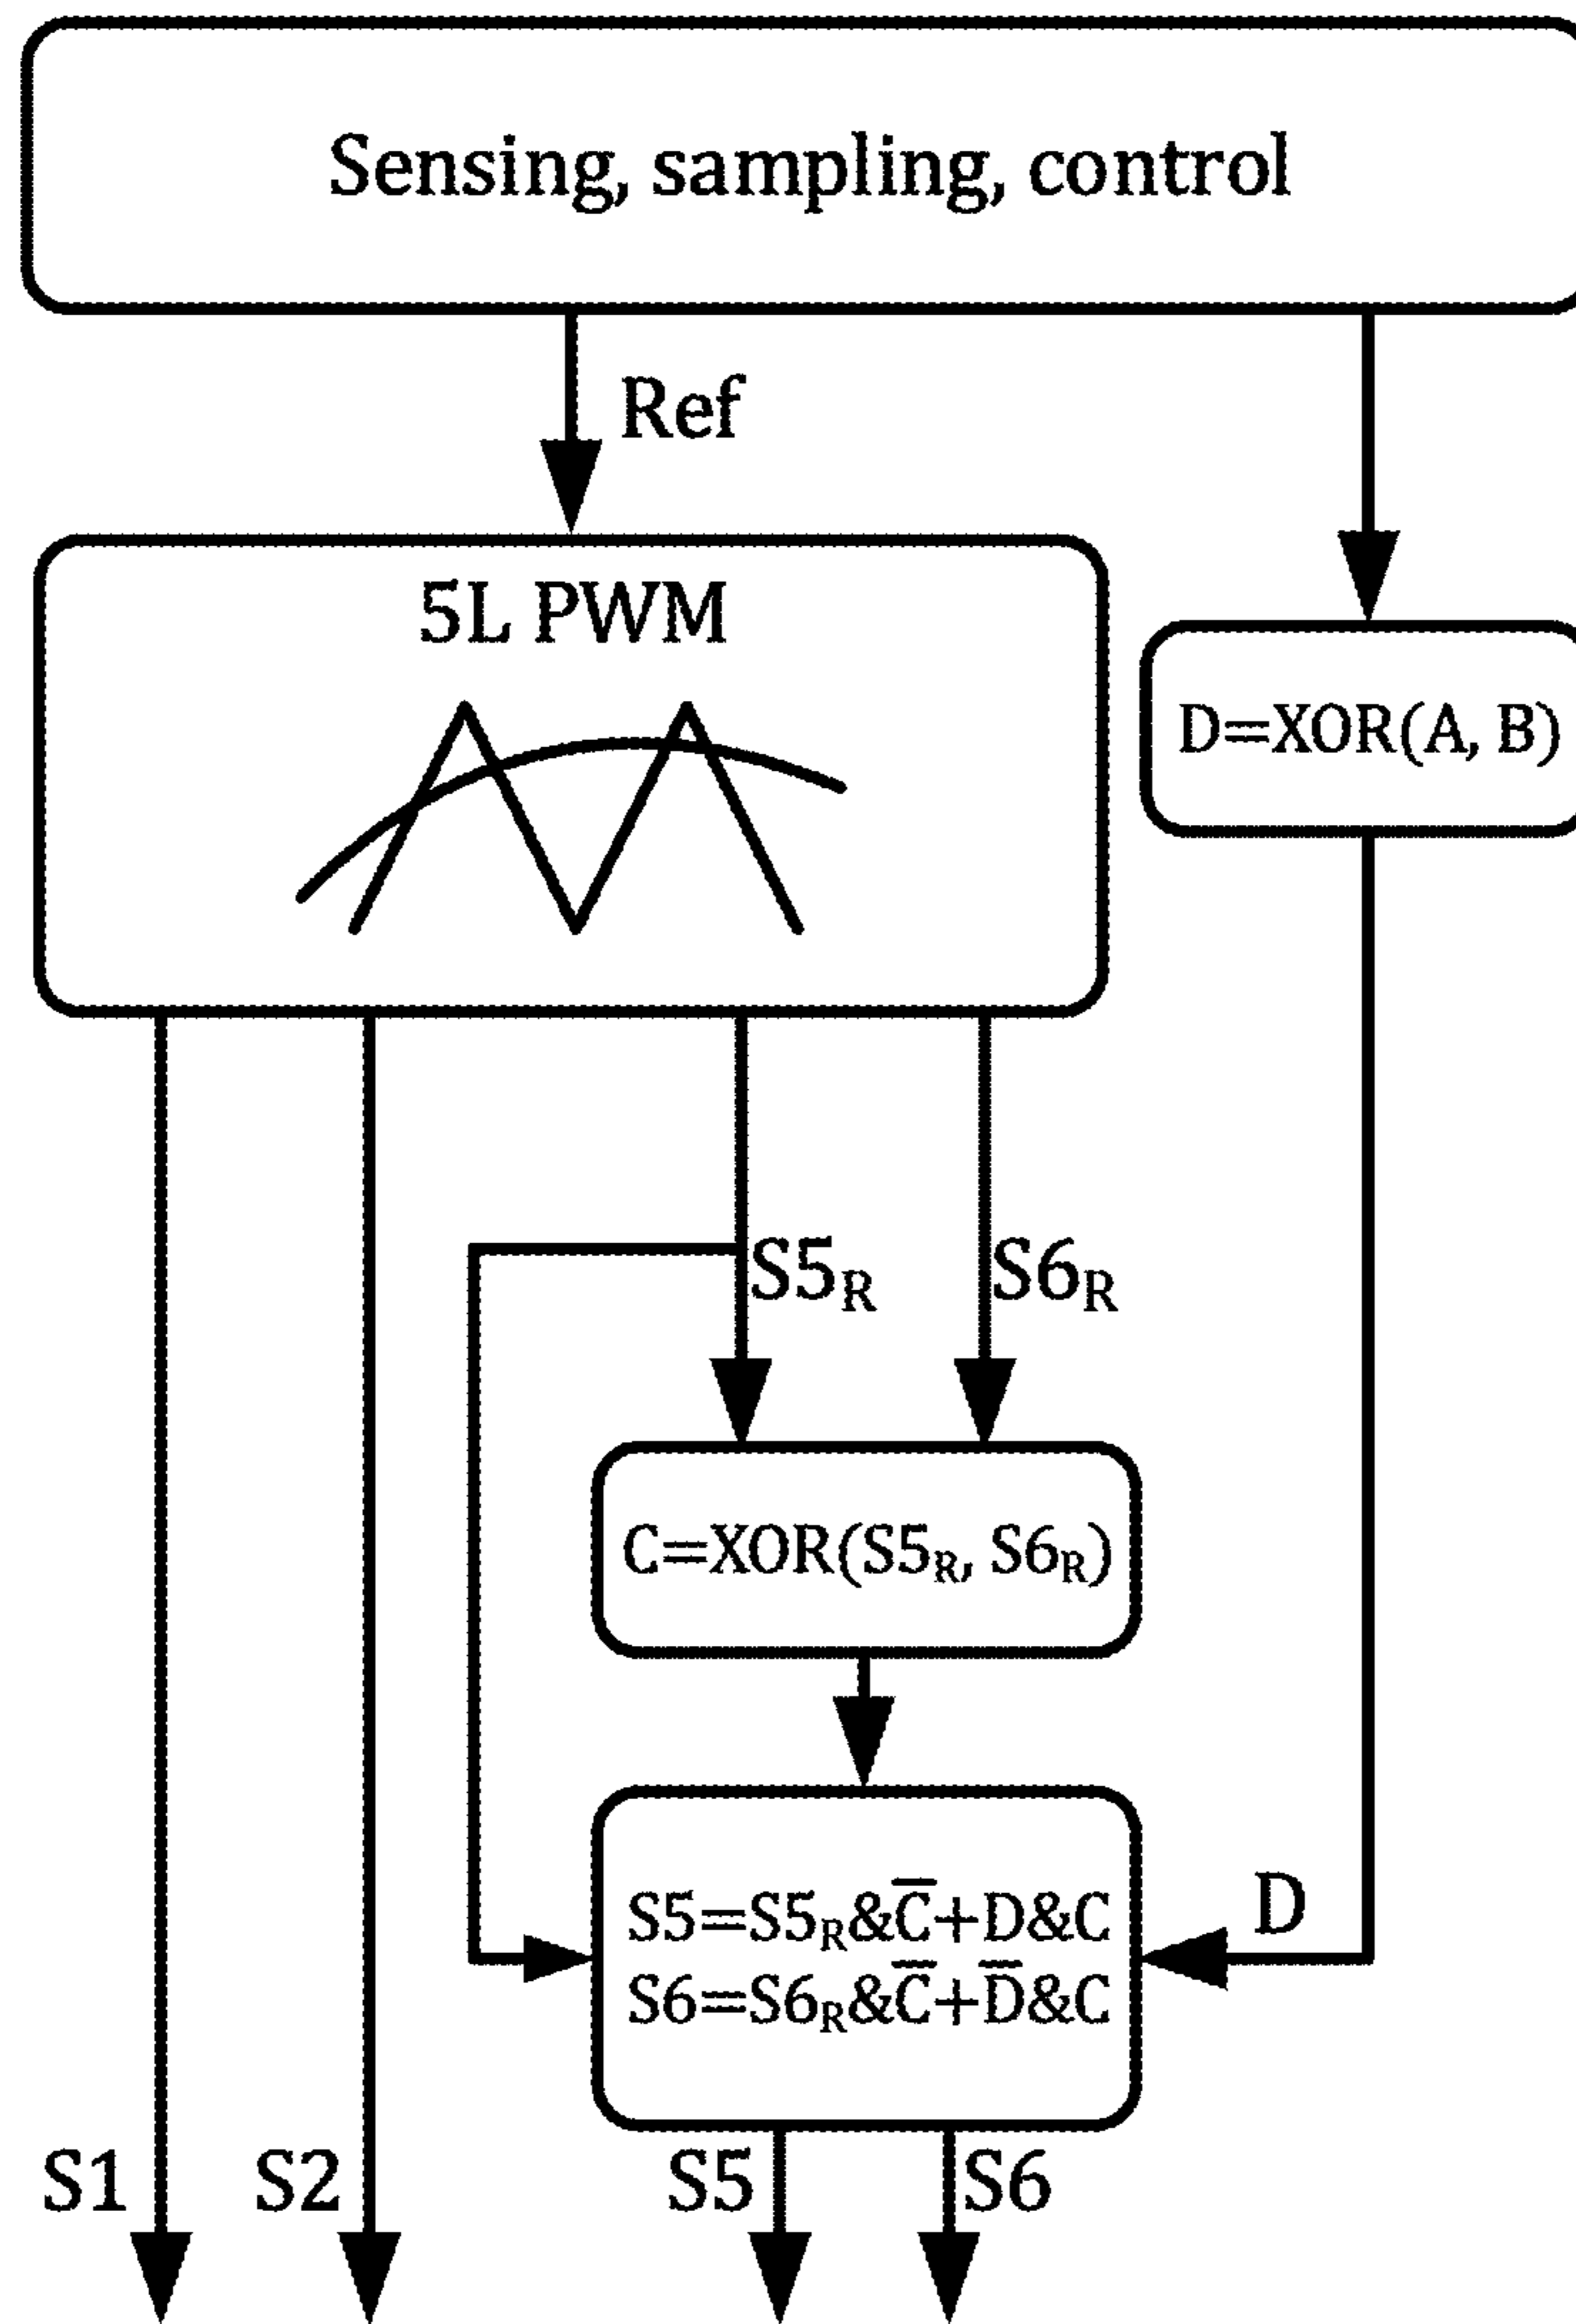 Sensing, sampling, control
Ref
5L PWM
D=XOR(A, B)
S5R
S6R
C=XOR(S5R, S6R)
S5=S5R&C̅+D&C
S6=S6R&C̅+D̅&C
D
S1
S2
S5
S6